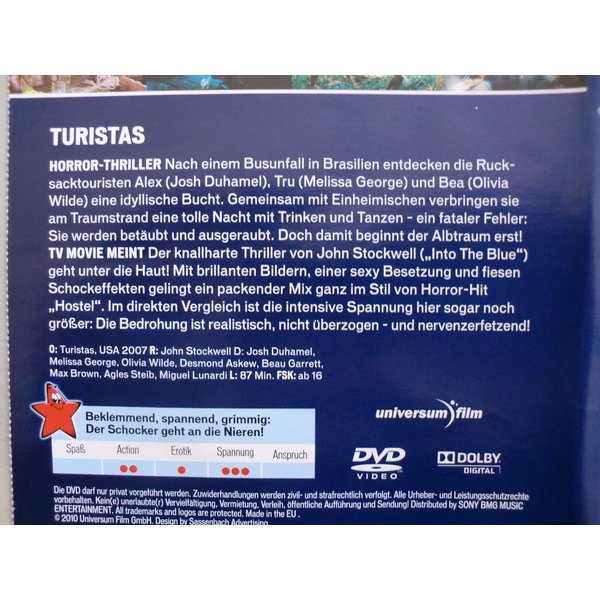 TURISTAS
HORROR-THRILLER Nach einem Busunfall in Brasilien entdecken die Ruck-
sacktouristen Alex (Josh Duhamel), Tru (Melissa George) und Bea (Olivia
Wilde) eine idyllische Bucht. Gemeinsam mit Einheimischen verbringen sie
am Traumstrand eine tolle Nacht mit Trinken und Tanzen - ein fataler Fehler:
Sie werden betäubt und ausgeraubt. Doch damit beginnt der Albtraum erst!
TV MOVIE MEINT Der knallharte Thriller von John Stockwell („Into The Blue“)
geht unter die Haut! Mit brillanten Bildern, einer sexy Besetzung und fiesen
Schockeffekten gelingt ein packender Mix ganz im Stil von Horror-Hit
„Hostel“. Im direkten Vergleich ist die intensive Spannung hier sogar noch
größer: Die Bedrohung ist realistisch, nicht überzogen - und nervenzerfetzend!
O: Turistas, USA 2007 R: John Stockwell D: Josh Duhamel,
Melissa George, Olivia Wilde, Desmond Askew, Beau Garrett,
Max Brown, Agles Steib, Miguel Lunardi L: 87 Min. FSK: ab 16
Beklemmend, spannend, grimmig:
Der Schocker geht an die Nieren!
Spaß Action Erotik Spannung Anspruch
universum film
DVD
VIDEO
DOLBY
DIGITAL
Die DVD darf nur privat vorgeführt werden. Zuwiderhandlungen werden zivil- und strafrechtlich verfolgt. Alle Urheber- und Leistungsschutzrechte
vorbehalten. Kein(e) unerlaubte(r) Vervielfältigung, Vermietung, Verleih, öffentliche Aufführung und Sendung! Distributed by SONY BMG MUSIC
ENTERTAINMENT. All trademarks and logos are protected. Made in the EU .
© 2010 Universum Film GmbH. Design by Sassenbach Advertising.